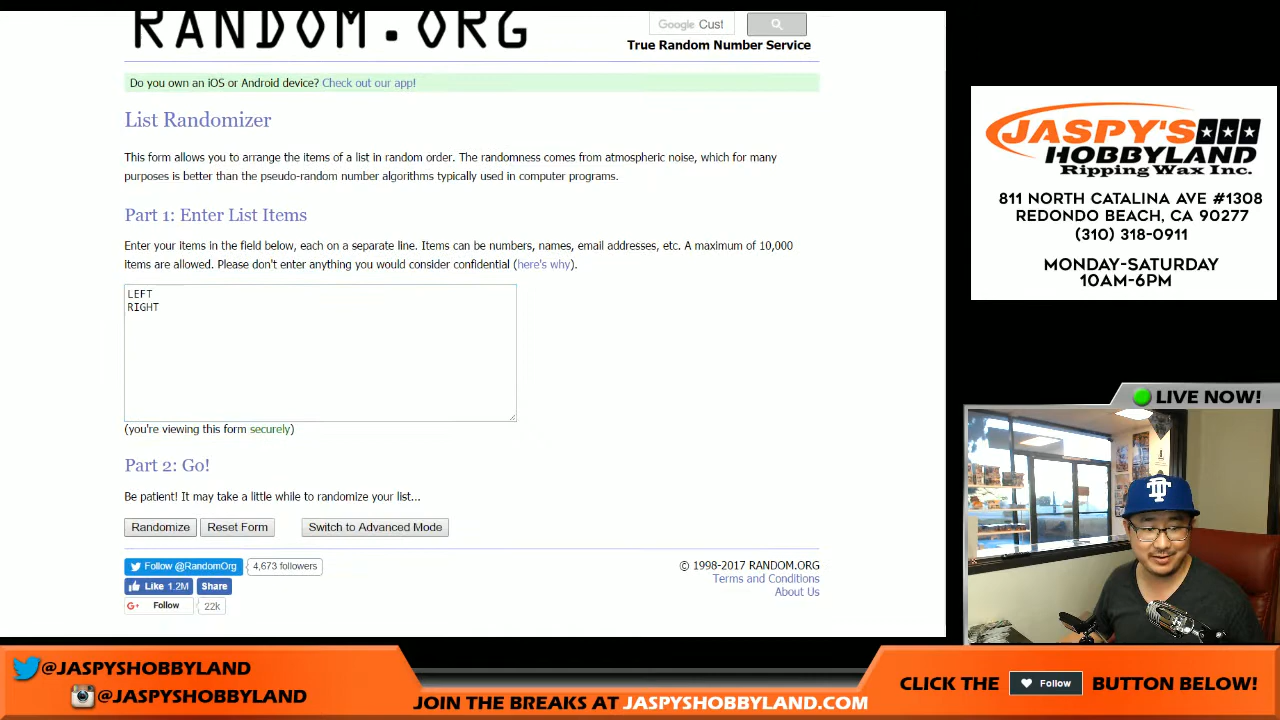 RANDOM.ORG
Google Cust
True Random Number Service
Do you own an iOS or Android device? Check out our app!
List Randomizer
This form allows you to arrange the items of a list in random order. The randomness comes from atmospheric noise, which for many
purposes is better than the pseudo-random number algorithms typically used in computer programs.
Part 1: Enter List Items
Enter your items in the field below, each on a separate line. Items can be numbers, names, email addresses, etc. A maximum of 10,000
items are allowed. Please don't enter anything you would consider confidential (here's why).
LEFT
RIGHT
(you're viewing this form securely)
Part 2: Go!
Be patient! It may take a little while to randomize your list...
Randomize Reset Form Switch to Advanced Mode
Follow @RandomOrg 4,673 followers
Like 1.2M Share
G+ Follow 22k
© 1998-2017 RANDOM.ORG
Terms and Conditions
About Us
JASPY'S
HOBBYLAND
Ripping Wax Inc.
811 NORTH CATALINA AVE #1308
REDONDO BEACH, CA 90277
(310) 318-0911
MONDAY-SATURDAY
10AM-6PM
LIVE NOW!
@JASPYSHOBBYLAND
@JASPYSHOBBYLAND
JOIN THE BREAKS AT JASPYSHOBBYLAND.COM
CLICK THE Follow BUTTON BELOW!